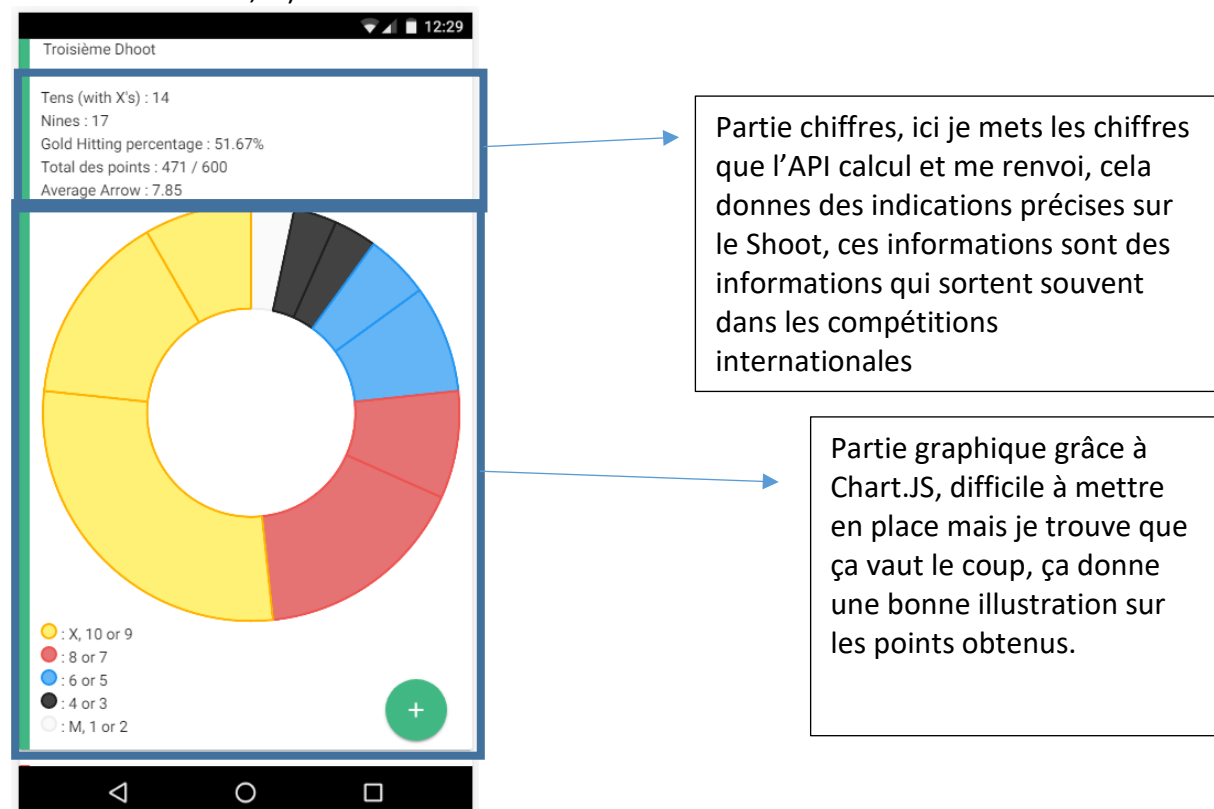 12:29
Troisième Dhoot
Tens (with X's) : 14
Nines : 17
Gold Hitting percentage : 51.67%
Total des points : 471 / 600
Average Arrow : 7.85
: X, 10 or 9
: 8 or 7
: 6 or 5
: 4 or 3
: M, 1 or 2
+
Partie chiffres, ici je mets les chiffres
que l’API calcul et me renvoi, cela
donnes des indications précises sur
le Shoot, ces informations sont des
informations qui sortent souvent
dans les compétitions
internationales
Partie graphique grâce à
Chart.JS, difficile à mettre
en place mais je trouve que
ça vaut le coup, ça donne
une bonne illustration sur
les points obtenus.